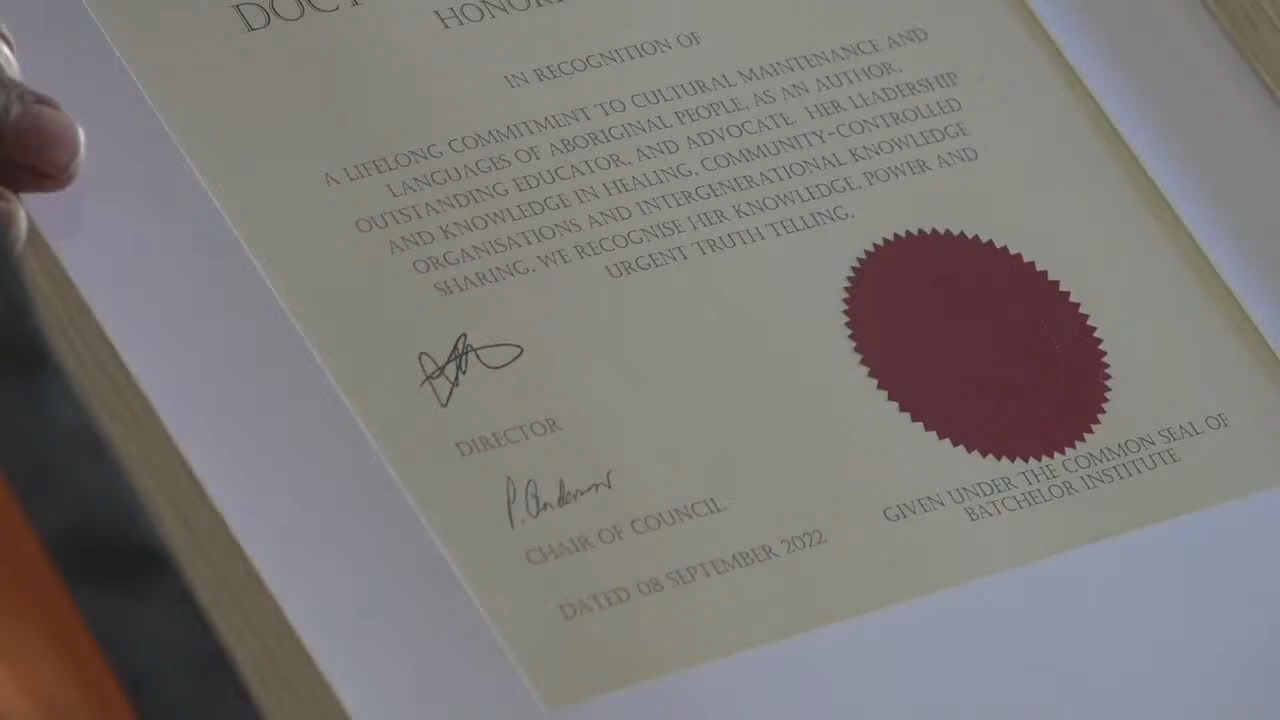 IN RECOGNITION OF
A LIFELONG COMMITMENT TO CULTURAL MAINTENANCE AND
LANGUAGES OF ABORIGINAL PEOPLE, AS AN AUTHOR,
OUTSTANDING EDUCATOR, AND ADVOCATE. HER LEADERSHIP
AND KNOWLEDGE IN HEALING, COMMUNITY-CONTROLLED
ORGANISATIONS AND INTERGENERATIONAL KNOWLEDGE
SHARING. WE RECOGNISE HER KNOWLEDGE, POWER AND
URGENT TRUTH TELLING.
DIRECTOR
P. Anderson
CHAIR OF COUNCIL
DATED 08 SEPTEMBER 2022
GIVEN UNDER THE COMMON SEAL OF
BATCHELOR INSTITUTE